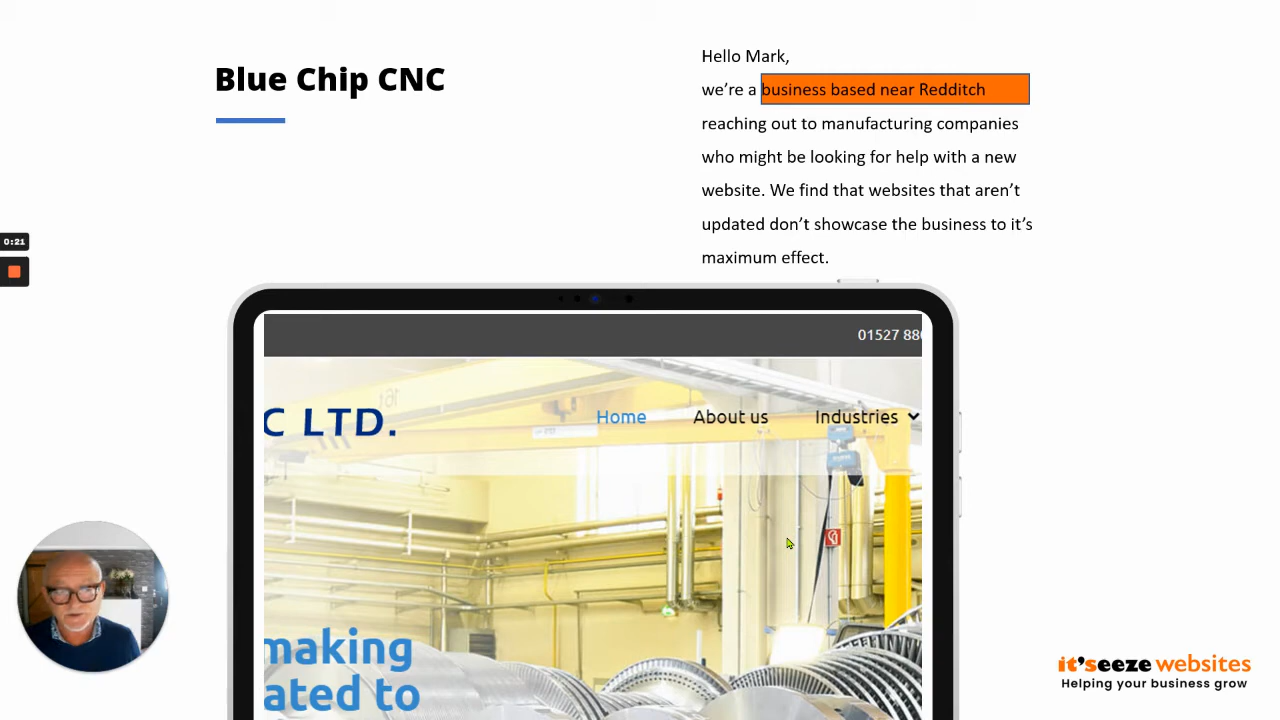 Blue Chip CNC
Hello Mark,
we're a business based near Redditch
reaching out to manufacturing companies
who might be looking for help with a new
website. We find that websites that aren't
updated don't showcase the business to it's
maximum effect.
0:21
01527 88
16t
C LTD.
Home
About us
Industries
making
ated to
it'seeze websites
Helping your business grow